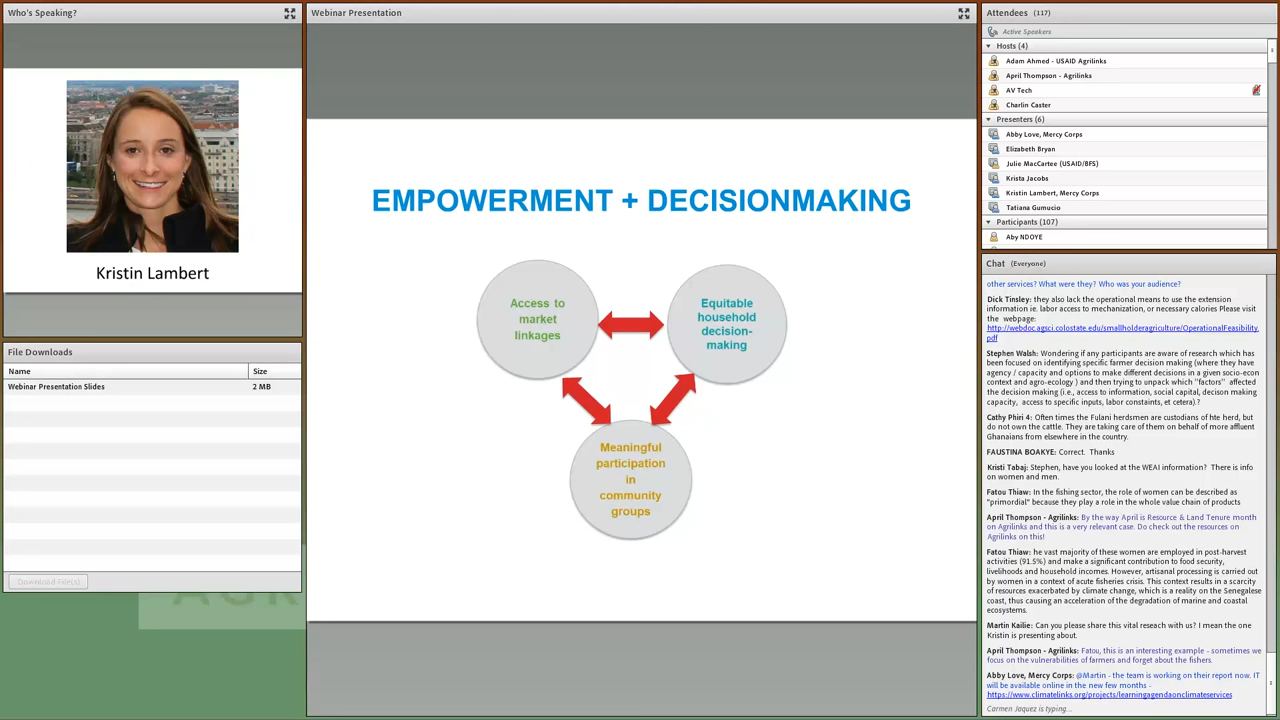 Who's Speaking?
Kristin Lambert
File Downloads
Name Size
Webinar Presentation Slides 2 MB
Download File(s)
AGR
Webinar Presentation
EMPOWERMENT + DECISIONMAKING
Access to
market
linkages
Equitable
household
decision-
making
Meaningful
participation
in
community
groups
Attendees (117)
Active Speakers
Hosts (4)
Adam Ahmed - USAID Agrilinks
April Thompson - Agrilinks
AV Tech
Charlin Caster
Presenters (6)
Abby Love, Mercy Corps
Elizabeth Bryan
Julie MacCartee (USAID/BFS)
Krista Jacobs
Kristin Lambert, Mercy Corps
Tatiana Gumucio
Participants (107)
Aby NDOYE
Chat (Everyone)
other services? What were they? Who was your audience?
Dick Tinsley: they also lack the operational means to use the extension
information ie. labor access to mechanization, or necessary calories Please visit
the webpage:
http://webdoc.agsci.colostate.edu/smallholderagriculture/OperationalFeasibility.
pdf
Stephen Walsh: Wondering if any participants are aware of research which has
been focused on identifying specific farmer decision making (where they have
agency / capacity and options to make different decisions in a given socio-econ
context and agro-ecology ) and then trying to unpack which "factors" affected
the decision making (i.e., access to information, social capital, decison making
capacity, access to specific inputs, labor constaints, et cetera).?
Cathy Phiri 4: Often times the Fulani herdsmen are custodians of hte herd, but
do not own the cattle. They are taking care of them on behalf of more affluent
Ghanaians from elsewhere in the country.
FAUSTINA BOAKYE: Correct. Thanks
Kristi Tabaj: Stephen, have you looked at the WEAI information? There is info
on women and men.
Fatou Thiaw: In the fishing sector, the role of women can be described as
"primordial" because they play a role in the whole value chain of products
April Thompson - Agrilinks: By the way April is Resource & Land Tenure month
on Agrilinks and this is a very relevant case. Do check out the resources on
Agrilinks on this!
Fatou Thiaw: he vast majority of these women are employed in post-harvest
activities (91.5%) and make a significant contribution to food security,
livelihoods and household incomes. However, artisanal processing is carried out
by women in a context of acute fisheries crisis. This context results in a scarcity
of resources exacerbated by climate change, which is a reality on the Senegalese
coast, thus causing an acceleration of the degradation of marine and coastal
ecosystems.
Martin Kailie: Can you please share this vital reseach with us? I mean the one
Kristin is presenting about.
April Thompson - Agrilinks: Fatou, this is an interesting example - sometimes we
focus on the vulnerabilities of farmers and forget about the fishers.
Abby Love, Mercy Corps: @Martin - the team is working on their report now. IT
will be available online in the new few months -
https://www.climatelinks.org/projects/learningagendaonclimateservices
Carmen Jaquez is typing...